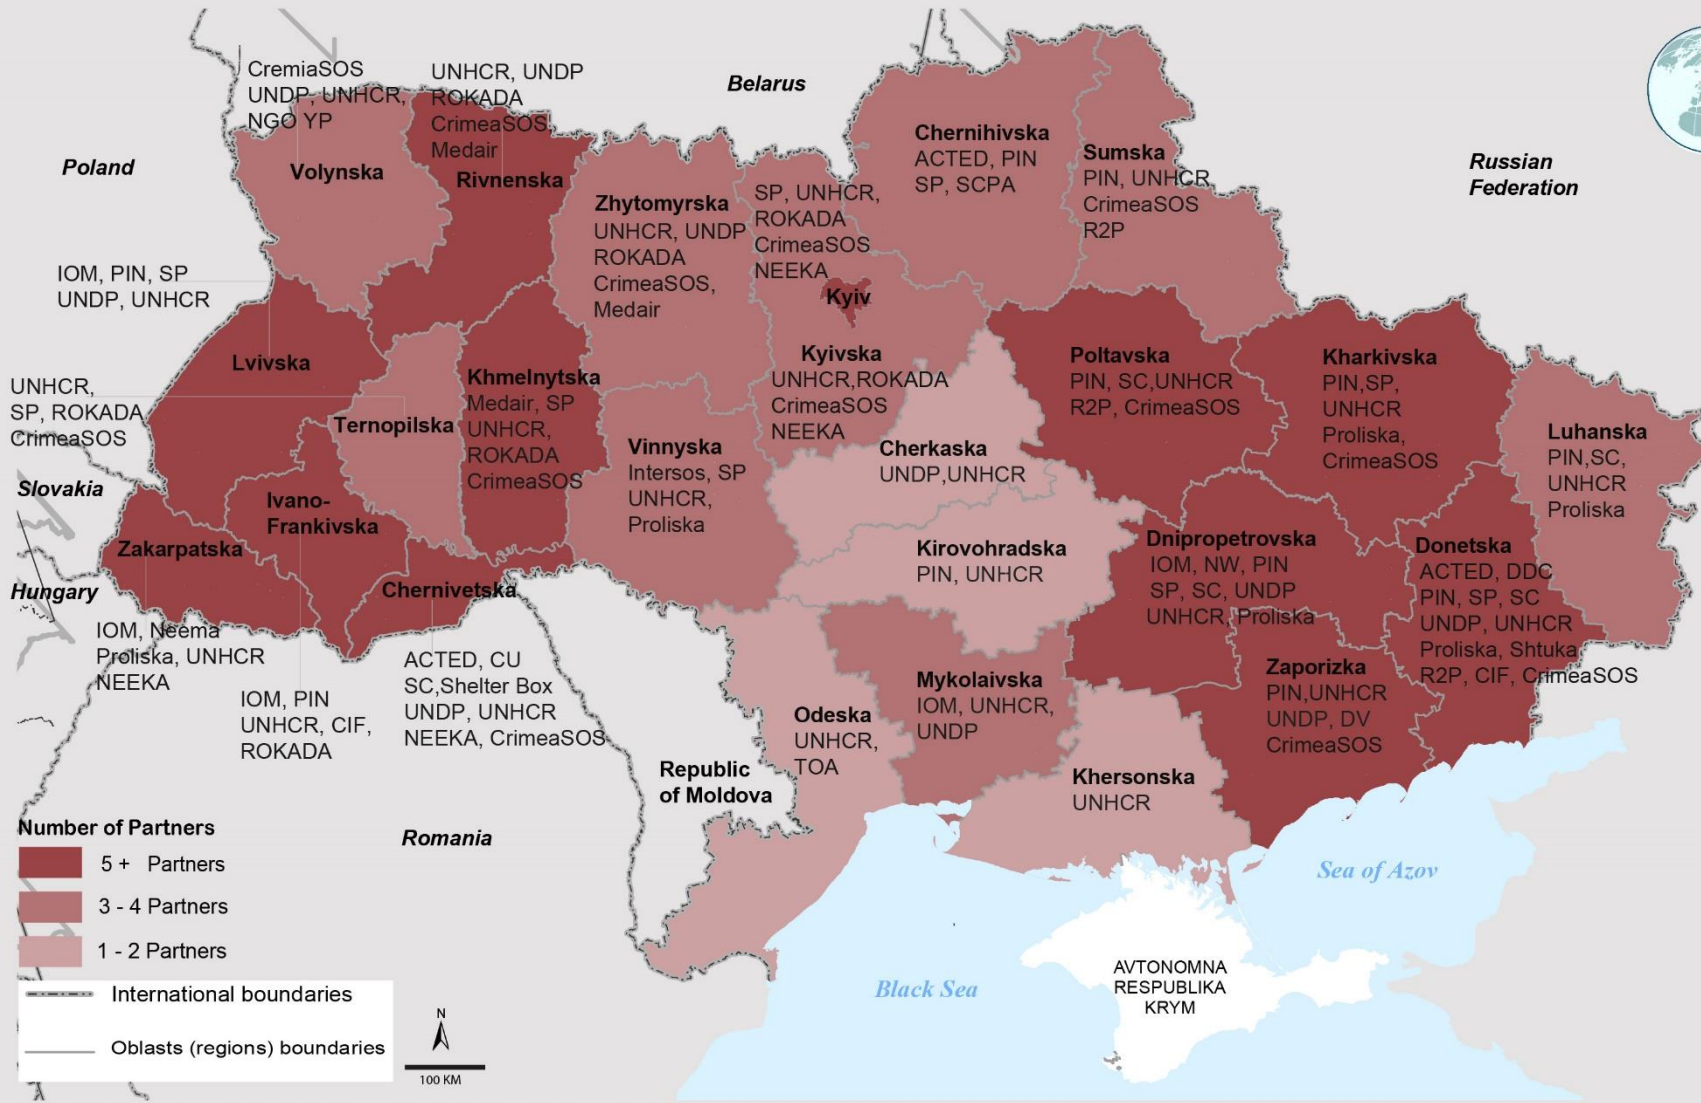 CremiaSOS
UNDP, UNHCR,
NGO YP
Volynska
UNHCR, UNDP
ROKADA
CrimeaSOS,
Medair
Rivnenska
Belarus
Poland
Russian
Federation
Zhytomyrska
UNHCR, UNDP
ROKADA
CrimeaSOS,
Medair
SP, UNHCR,
ROKADA
CrimeaSOS
NEEKA
Kyiv
Chernihivska
ACTED, PIN
SP, SCPA
Sumska
PIN, UNHCR
CrimeaSOS
R2P
IOM, PIN, SP
UNDP, UNHCR
Lvivska
UNHCR,
SP, ROKADA
CrimeaSOS
Ternopilska
Khmelnytska
Medair, SP
UNHCR,
ROKADA
CrimeaSOS
Vinnyska
Intersos, SP
UNHCR,
Proliska
Kyivska
UNHCR,ROKADA
CrimeaSOS
NEEKA
Cherkaska
UNDP,UNHCR
Poltavska
PIN, SC,UNHCR
R2P, CrimeaSOS
Kharkivska
PIN,SP,
UNHCR
Proliska,
CrimeaSOS
Luhanska
PIN,SC,
UNHCR
Proliska
Slovakia
Hungary
Zakarpatska
IOM, Neema
Proliska, UNHCR
NEEKA
Ivano-
Frankivska
IOM, PIN
UNHCR, CIF,
ROKADA
Chernivetska
ACTED, CU
SC,Shelter Box
UNDP, UNHCR
NEEKA, CrimeaSOS
Kirovohradska
PIN, UNHCR
Dnipropetrovska
IOM, NW, PIN
SP, SC, UNDP
UNHCR, Proliska
Donetska
ACTED, DDC
PIN, SP, SC
UNDP, UNHCR
Proliska, Shtuka
R2P, CIF, CrimeaSOS
Zaporizka
PIN,UNHCR
UNDP, DV
CrimeaSOS
Mykolaivska
IOM, UNHCR,
UNDP
Odeska
UNHCR,
TOA
Khersonska
UNHCR
Republic
of Moldova
Romania
Sea of Azov
Black Sea
AVTONOMNA
RESPUBLIKA
KRYM
Number of Partners
5 + Partners
3 - 4 Partners
1 - 2 Partners
International boundaries
Oblasts (regions) boundaries
N
100 KM